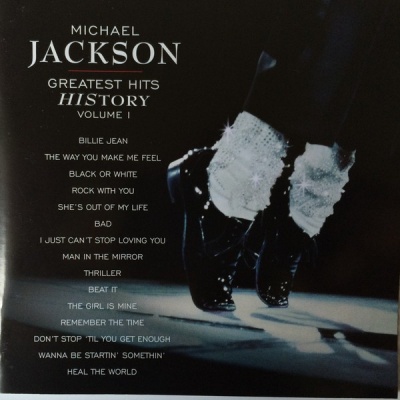 MICHAEL
JACKSON
GREATEST HITS
HISTORY
VOLUME I
BILLIE JEAN
THE WAY YOU MAKE ME FEEL
BLACK OR WHITE
ROCK WITH YOU
SHE'S OUT OF MY LIFE
BAD
I JUST CAN'T STOP LOVING YOU
MAN IN THE MIRROR
THRILLER
BEAT IT
THE GIRL IS MINE
REMEMBER THE TIME
DON'T STOP 'TIL YOU GET ENOUGH
WANNA BE STARTIN' SOMETHIN'
HEAL THE WORLD